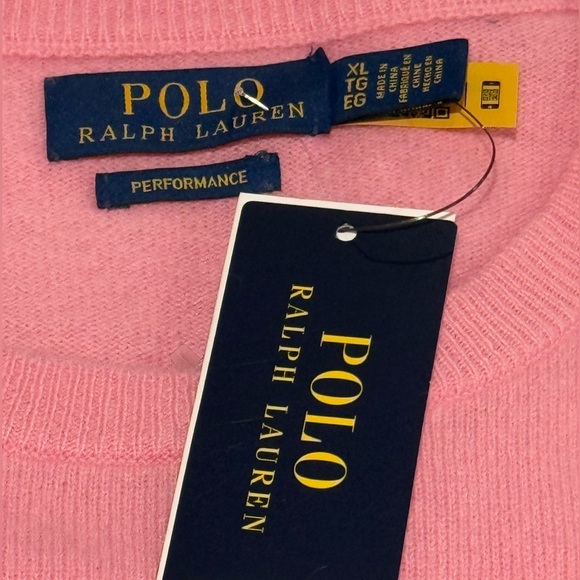 POLO
RALPH LAUREN
XL
TG
EG
MADE IN
CHINA
FABRIQUÉ EN
CHINE
HECHO EN
CHINA
PERFORMANCE
POLO
RALPH LAUREN